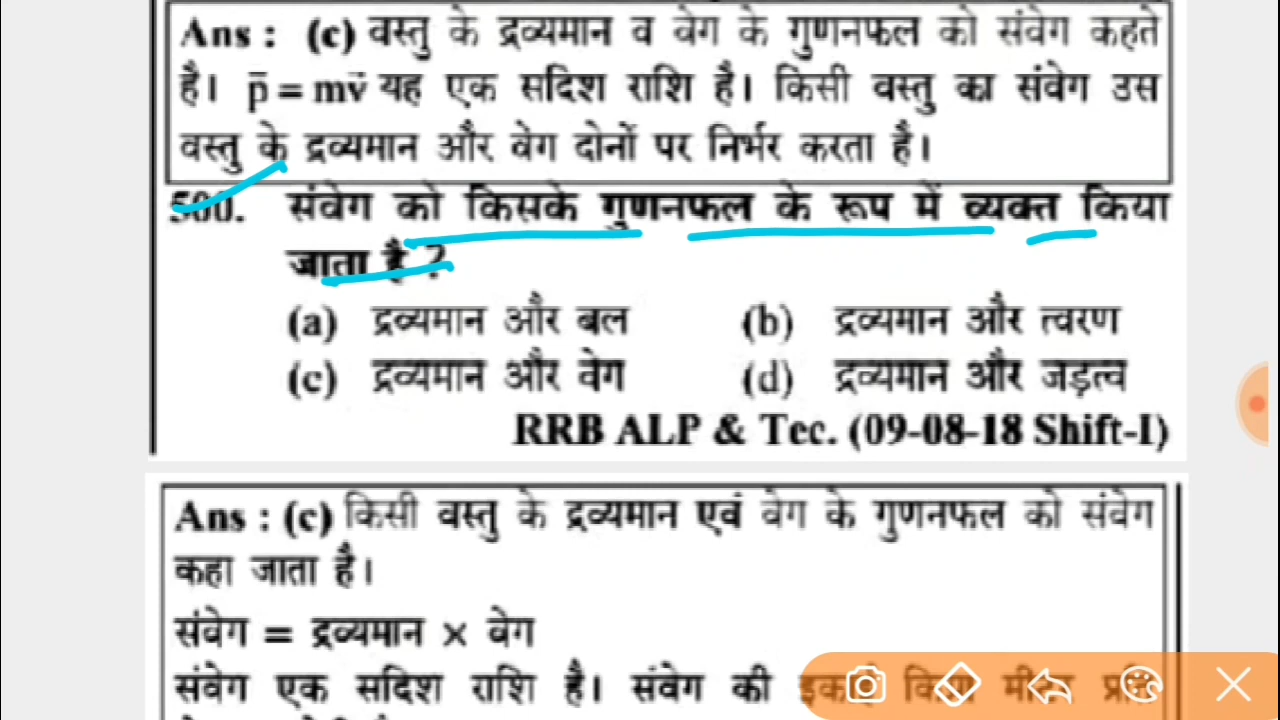 Ans : (c) वस्तु के द्रव्यमान व वेग के गुणनफल को संवेग कहते
है। p̄ = mv̄ यह एक सदिश राशि है। किसी वस्तु का संवेग उस
वस्तु के द्रव्यमान और वेग दोनों पर निर्भर करता है।
500. संवेग को किसके गुणनफल के रूप में व्यक्त किया
जाता है ?
(a) द्रव्यमान और बल (b) द्रव्यमान और त्वरण
(c) द्रव्यमान और वेग (d) द्रव्यमान और जड़त्व
RRB ALP & Tec. (09-08-18 Shift-I)
Ans : (c) किसी वस्तु के द्रव्यमान एवं वेग के गुणनफल को संवेग
कहा जाता है।
संवेग = द्रव्यमान × वेग
संवेग एक सदिश राशि है। संवेग की